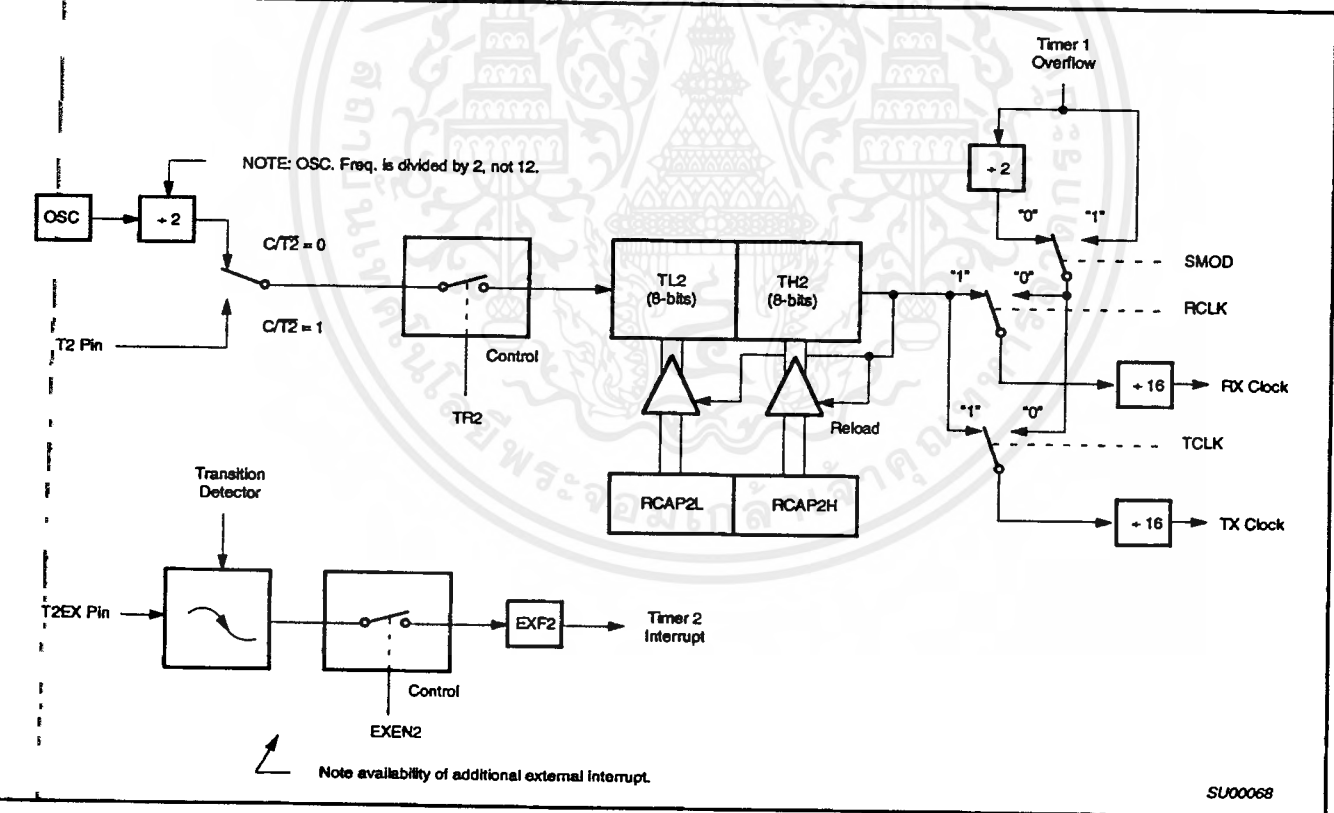 Timer 1
Overflow
NOTE: OSC. Freq. is divided by 2, not 12.
÷ 2
"0"
"1"
OSC
÷ 2
C/T̅2̅ = 0
SMOD
TL2
(8-bits)
TH2
(8-bits)
"1"
"0"
RCLK
C/T̅2̅ = 1
T2 Pin
Control
÷ 16
RX Clock
TR2
Reload
"1"
"0"
TCLK
Transition
Detector
RCAP2L
RCAP2H
÷ 16
TX Clock
T2EX Pin
EXF2
Timer 2
Interrupt
Control
EXEN2
Note availability of additional external interrupt.
SU00068